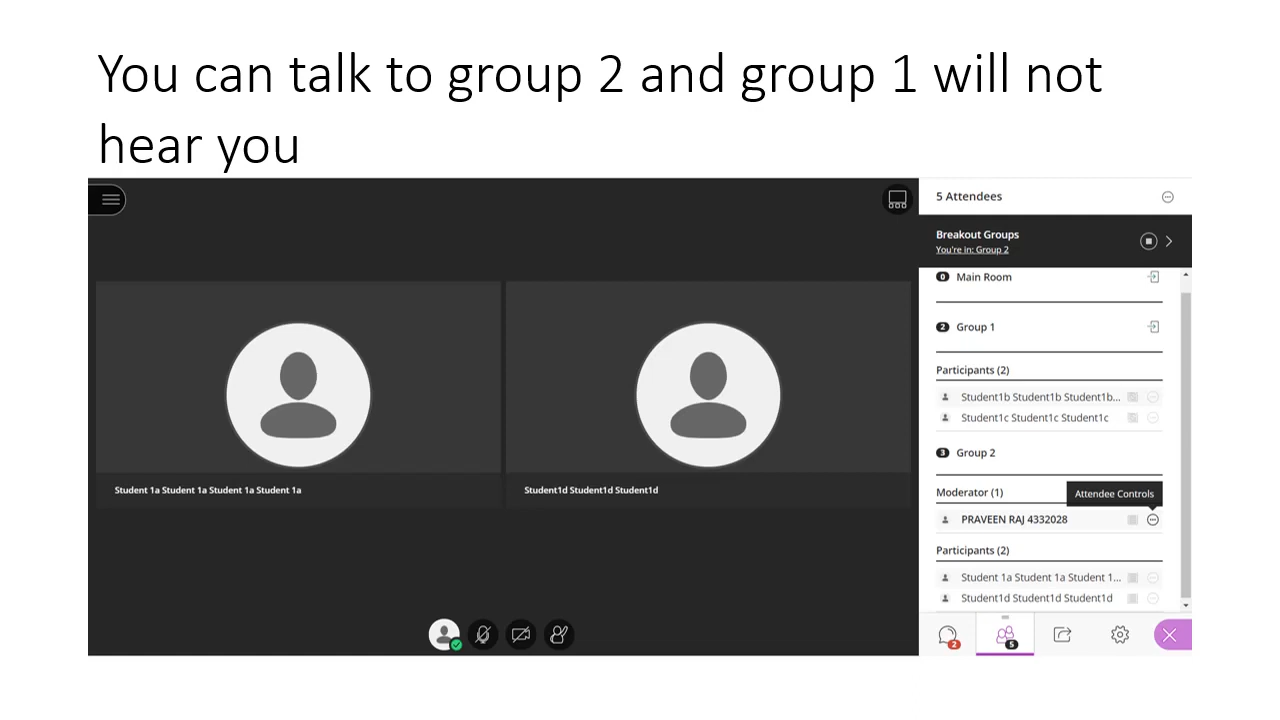 You can talk to group 2 and group 1 will not
hear you
5 Attendees
Breakout Groups
You're in: Group 2
0 Main Room
2 Group 1
Participants (2)
Student1b Student1b Student1b...
Student1c Student1c Student1c
3 Group 2
Moderator (1)
Attendee Controls
PRAVEEN RAJ 4332028
Participants (2)
Student 1a Student 1a Student 1...
Student1d Student1d Student1d
Student 1a Student 1a Student 1a Student 1a
Student1d Student1d Student1d
2
5